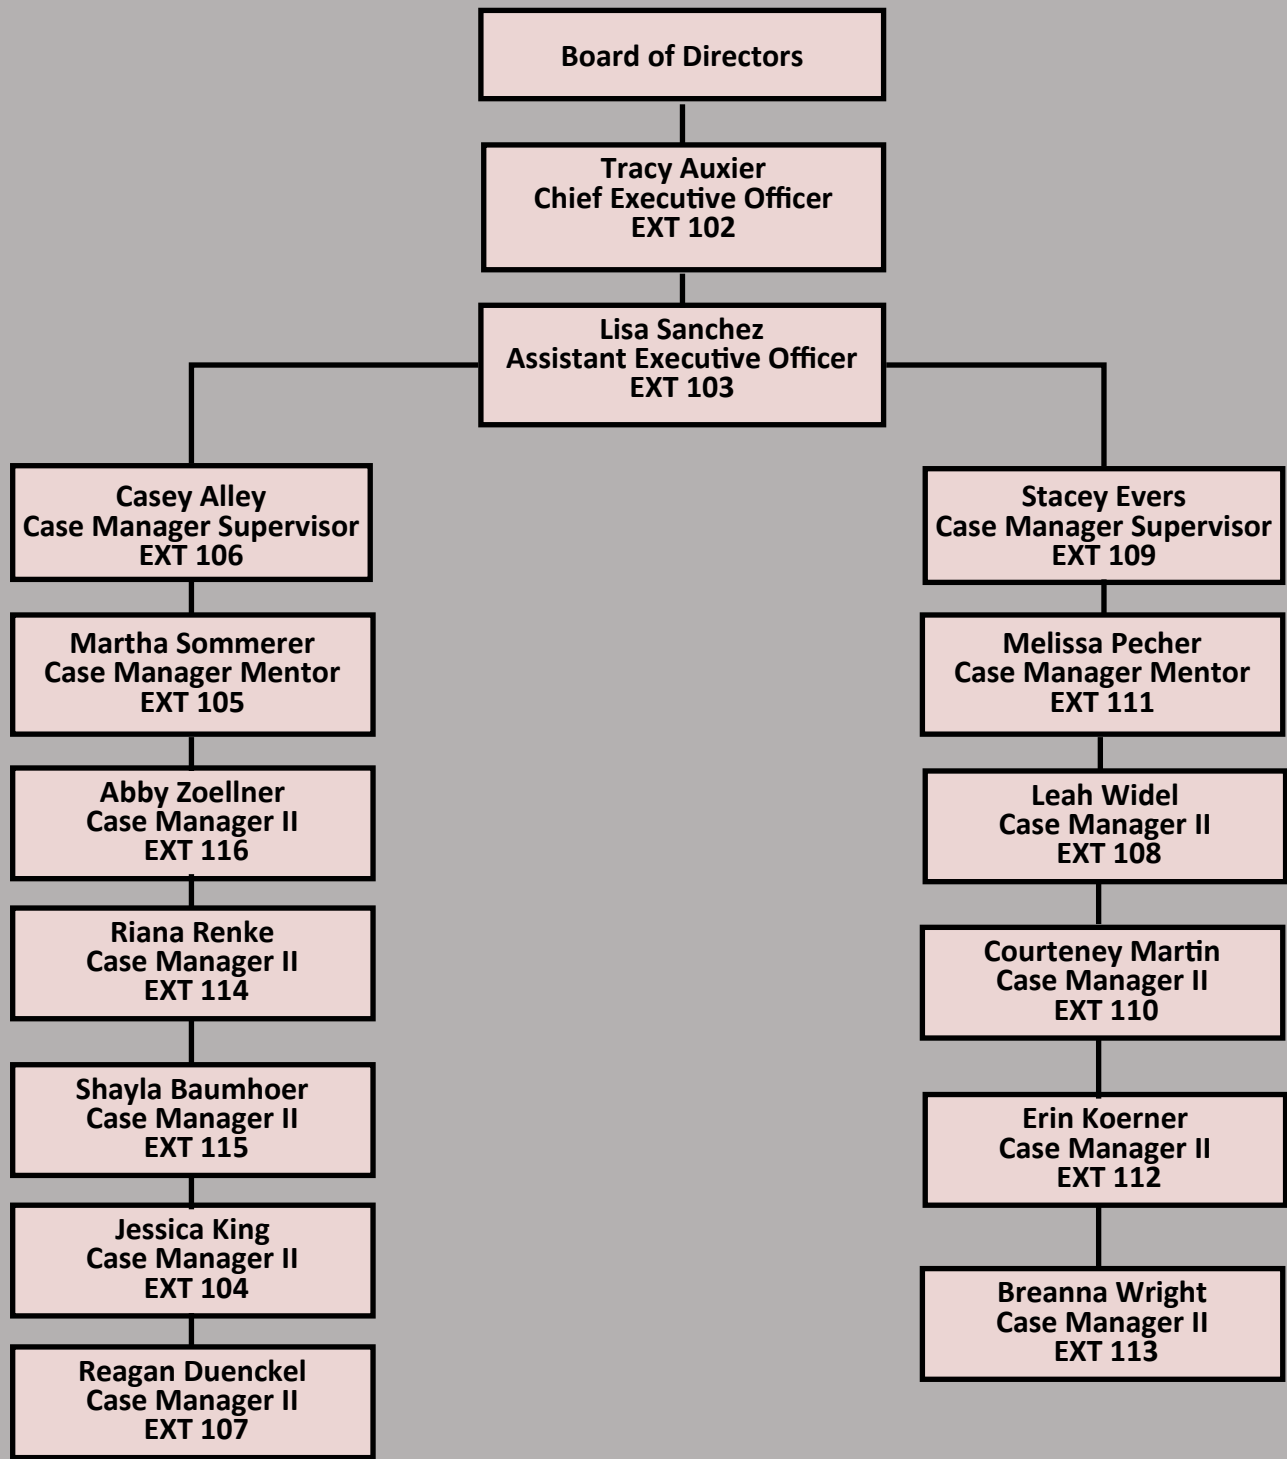 Board of Directors
Tracy Auxier
Chief Executive Officer
EXT 102
Lisa Sanchez
Assistant Executive Officer
EXT 103
Casey Alley
Case Manager Supervisor
EXT 106
Martha Sommerer
Case Manager Mentor
EXT 105
Abby Zoellner
Case Manager II
EXT 116
Riana Renke
Case Manager II
EXT 114
Shayla Baumhoer
Case Manager II
EXT 115
Jessica King
Case Manager II
EXT 104
Reagan Duenckel
Case Manager II
EXT 107
Stacey Evers
Case Manager Supervisor
EXT 109
Melissa Pecher
Case Manager Mentor
EXT 111
Leah Widel
Case Manager II
EXT 108
Courteney Martin
Case Manager II
EXT 110
Erin Koerner
Case Manager II
EXT 112
Breanna Wright
Case Manager II
EXT 113